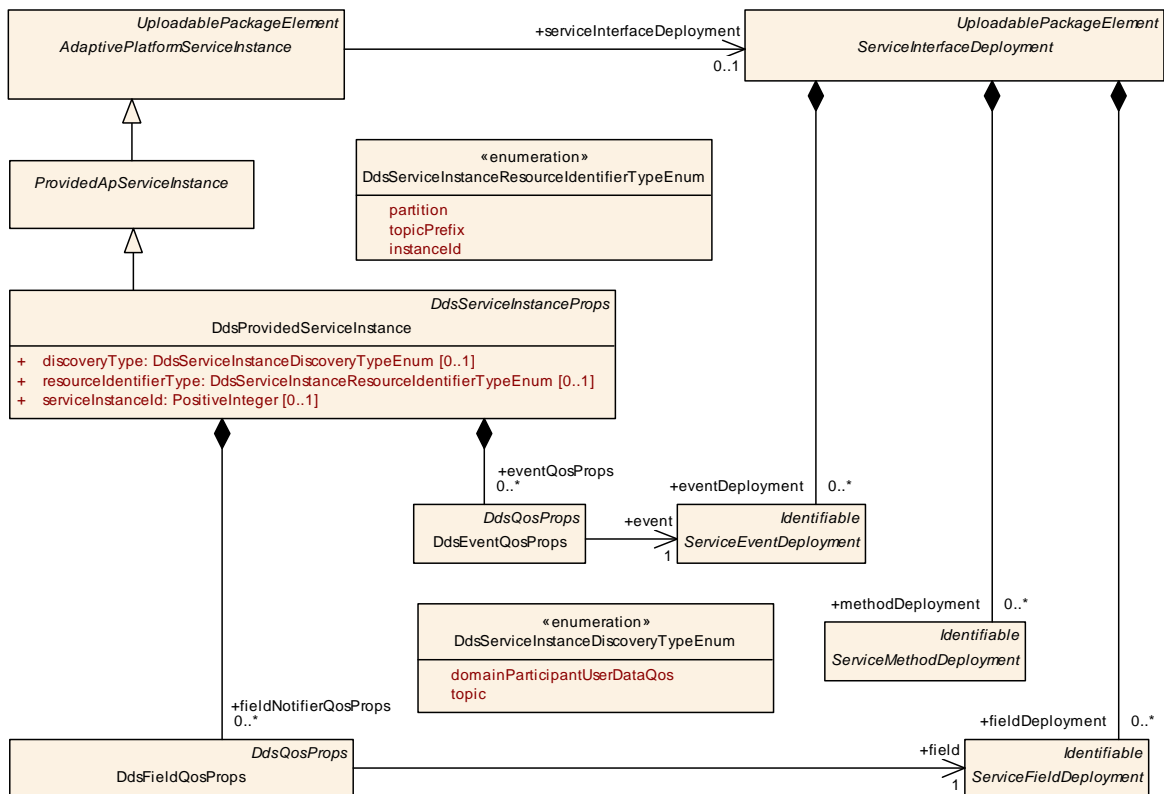 UploadablePackageElement
AdaptivePlatformServiceInstance
+serviceInterfaceDeployment
0..1
UploadablePackageElement
ServiceInterfaceDeployment
ProvidedApServiceInstance
«enumeration»
DdsServiceInstanceResourceIdentifierTypeEnum
partition
topicPrefix
instanceId
DdsServiceInstanceProps
DdsProvidedServiceInstance
+ discoveryType: DdsServiceInstanceDiscoveryTypeEnum [0..1]
+ resourceIdentifierType: DdsServiceInstanceResourceIdentifierTypeEnum [0..1]
+ serviceInstanceId: PositiveInteger [0..1]
+eventQosProps
0..*
+eventDeployment 0..*
DdsQosProps
DdsEventQosProps
+event
1
Identifiable
ServiceEventDeployment
«enumeration»
DdsServiceInstanceDiscoveryTypeEnum
domainParticipantUserDataQos
topic
+methodDeployment 0..*
Identifiable
ServiceMethodDeployment
+fieldNotifierQosProps
0..*
+fieldDeployment 0..*
DdsQosProps
DdsFieldQosProps
+field
1
Identifiable
ServiceFieldDeployment